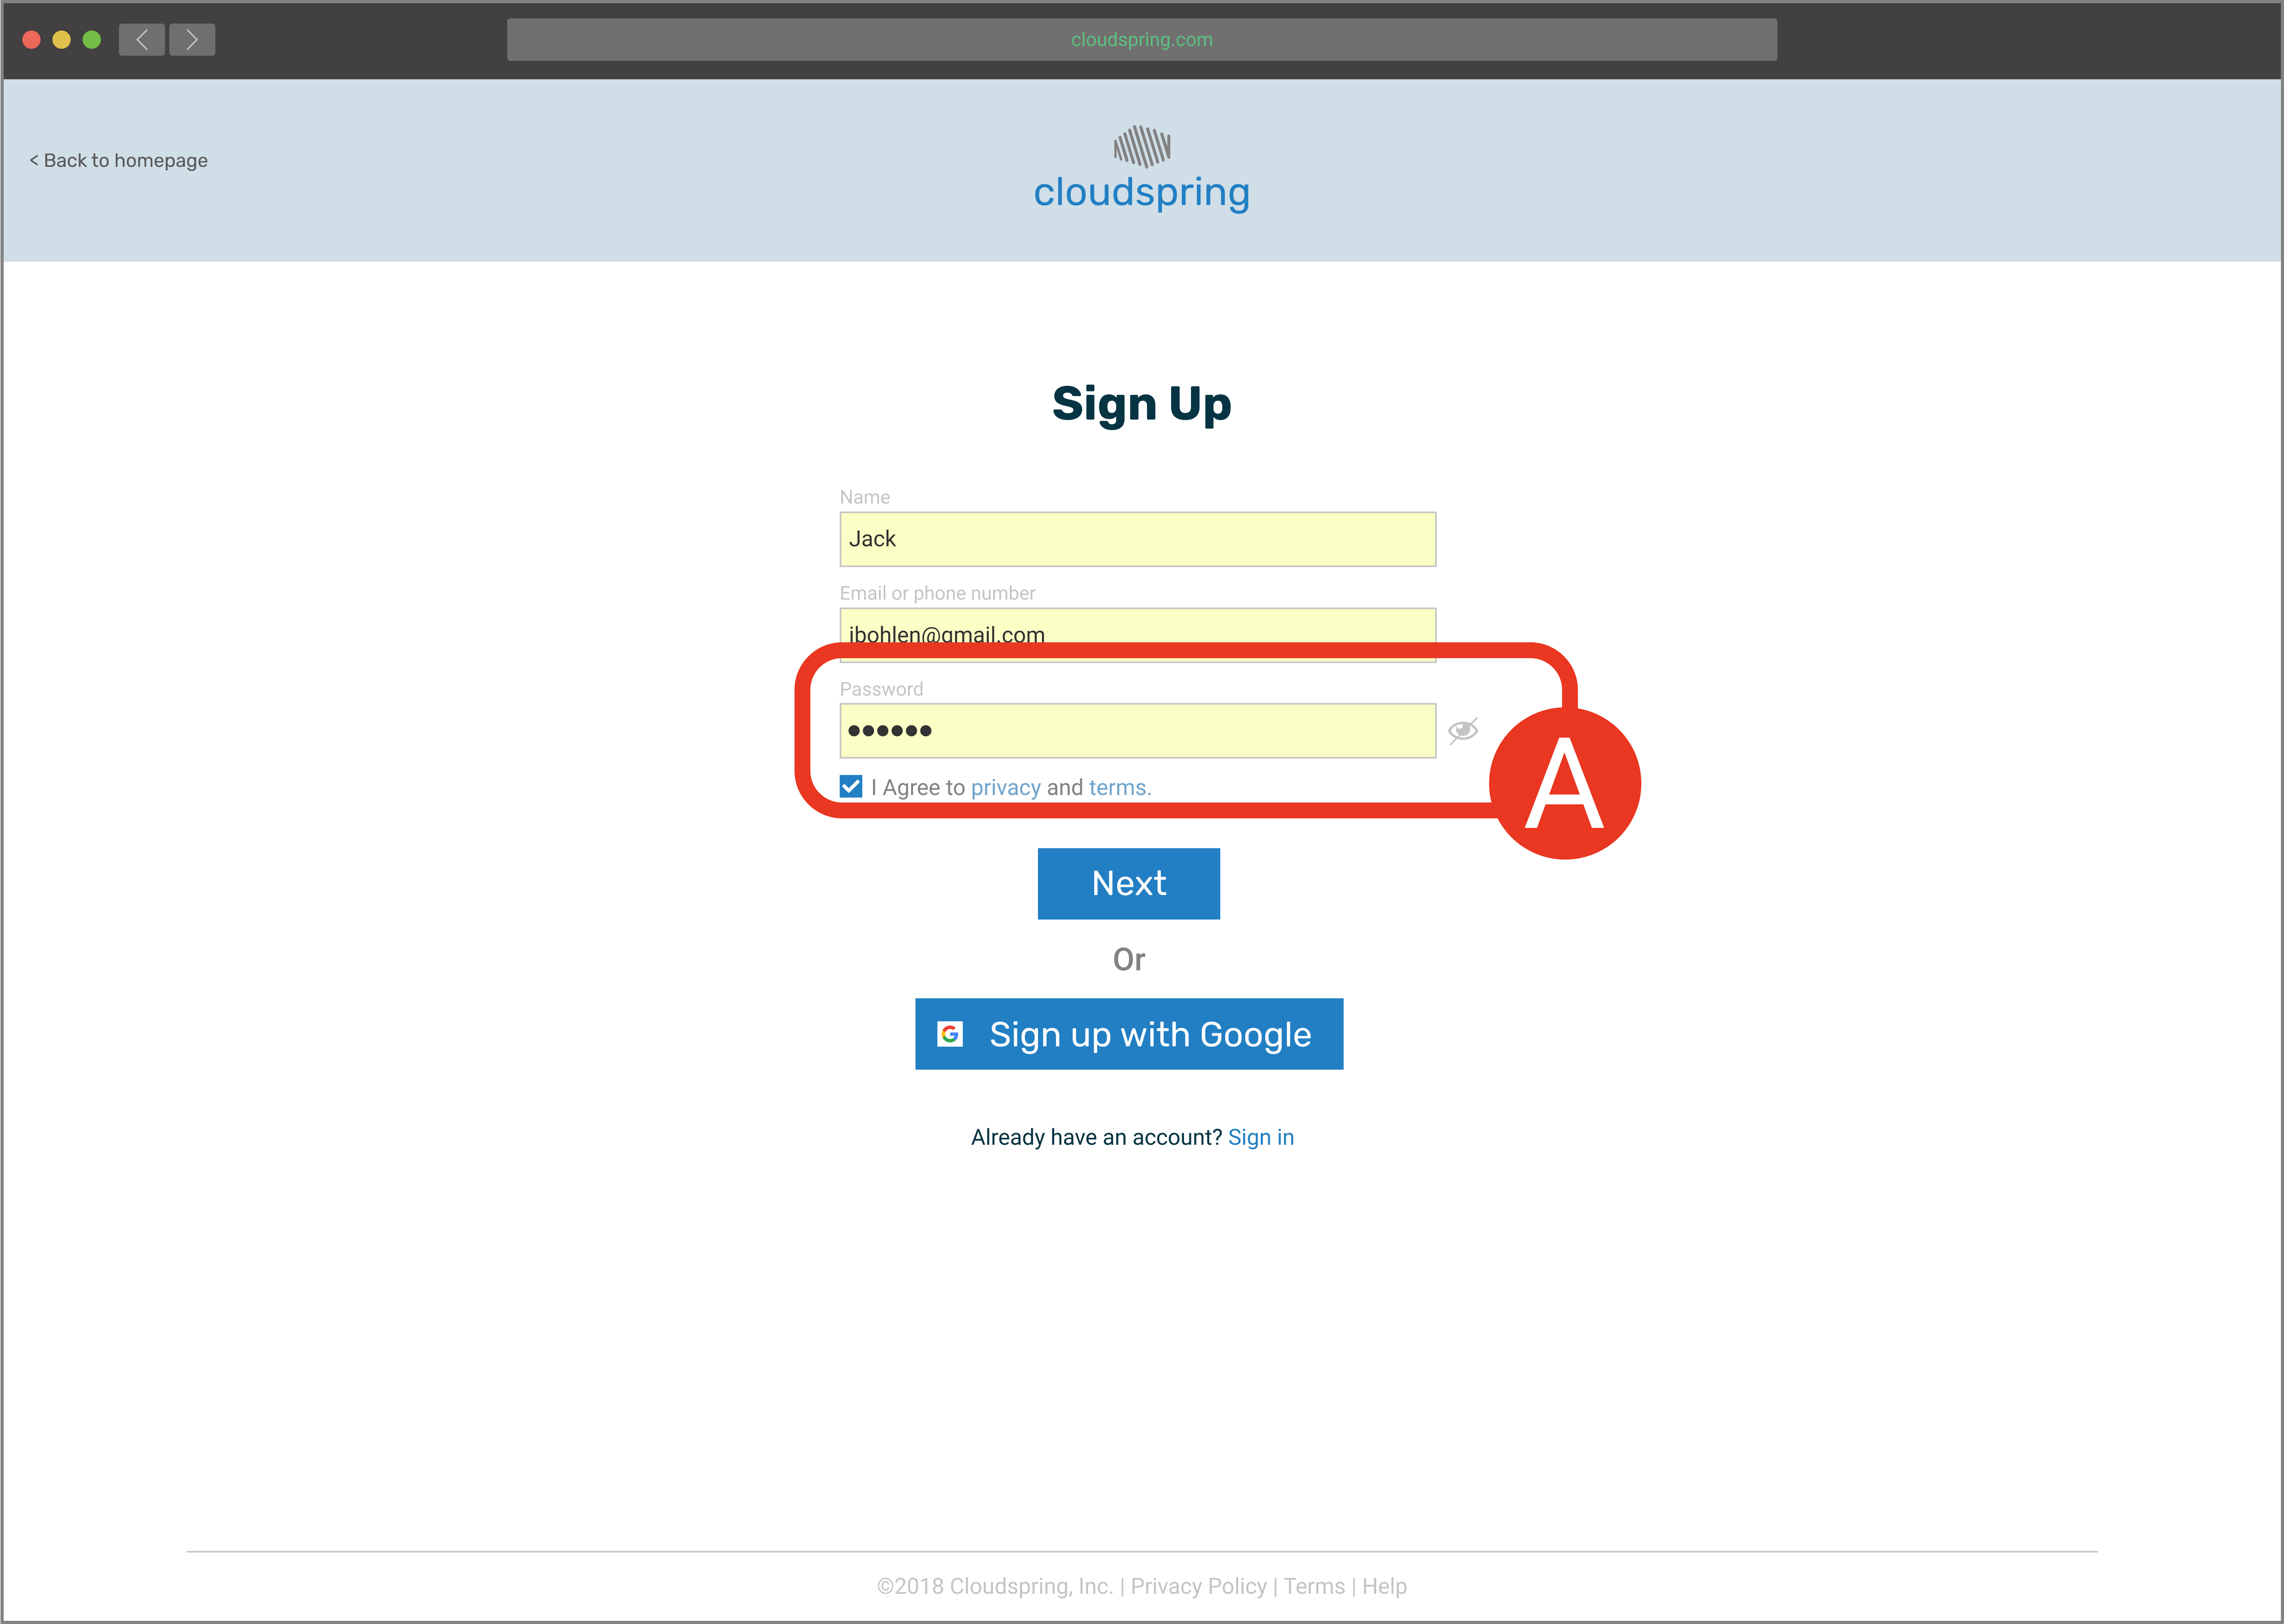 cloudspring.com
< Back to homepage
cloudspring
Sign Up
Name
Jack
Email or phone number
jbohlen@gmail.com
Password
••••••
I Agree to privacy and terms.
A
Next
Or
G Sign up with Google
Already have an account? Sign in
©2018 Cloudspring, Inc. | Privacy Policy | Terms | Help